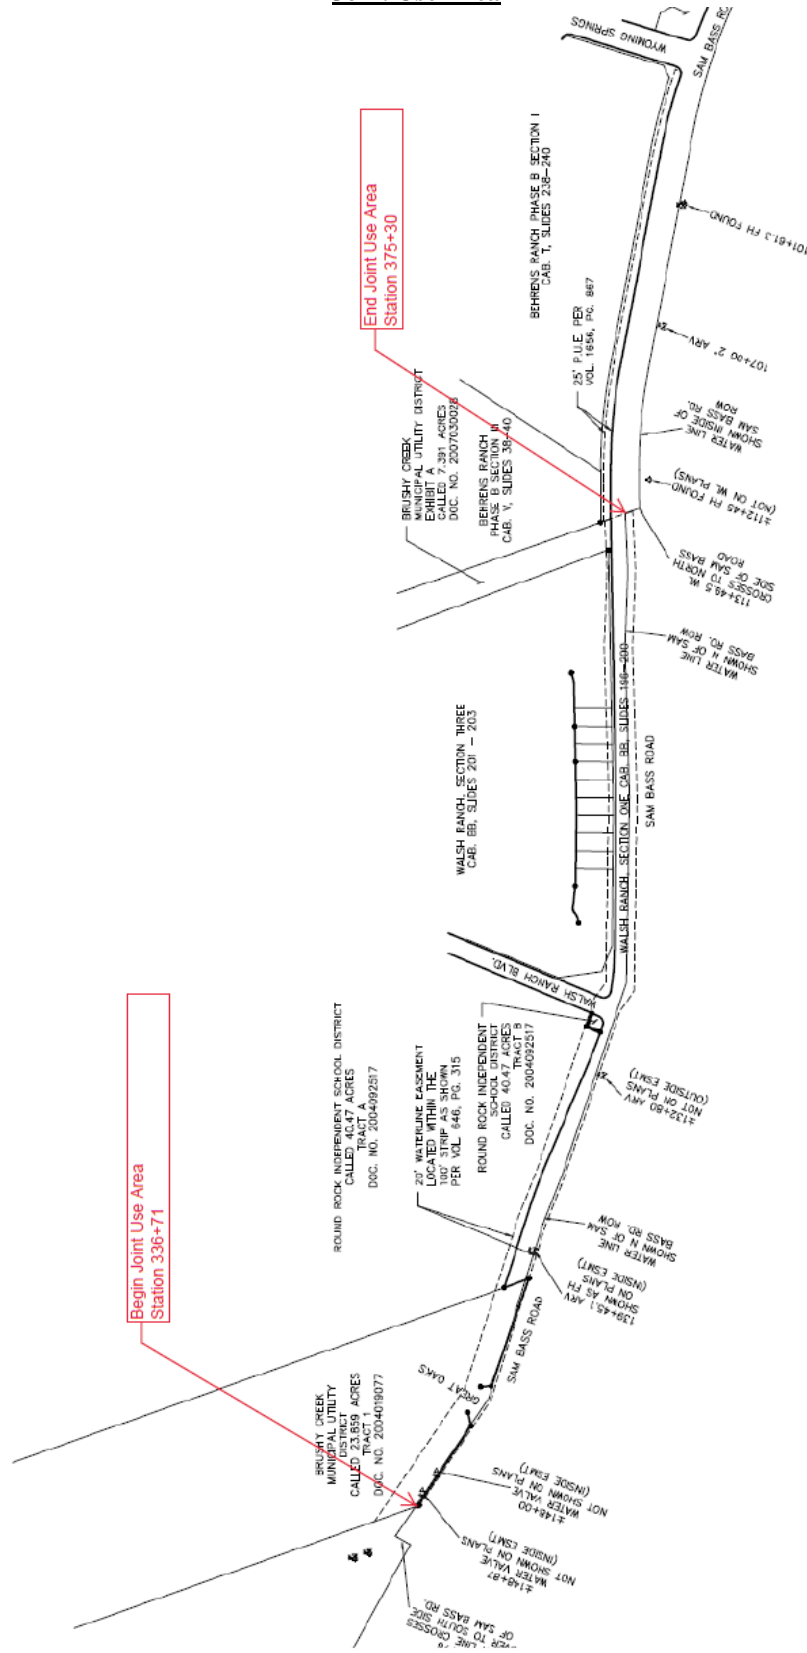 WYOMING SPRINGS
SAM BASS
End Joint Use Area
Station 375+30
BEHRENS RANCH PHASE B SECTION I
CAB. T, SLIDES 238-240
101+61.3 FH FOUND
25' P.U.E. PER
VOL. 1656, PG. 867
107+00 2" ARV
BRUSHY CREEK
MUNICIPAL UTILITY DISTRICT
EXHIBIT A
CALLED 7.391 ACRES
DOC. NO. 2007030028
BEHRENS RANCH
PHASE B SECTION III
CAB. Y, SLIDES 38-40
WATER LINE
SHOWN INSIDE OF
SAM BASS RD.
ROW
±112+45 FH FOUND
(NOT ON WL PLANS)
113+49.5 WL
CROSSES TO NORTH
SIDE OF SAM BASS
ROAD
WATER LINE
SHOWN N OF SAM
BASS RD. ROW
WALSH RANCH, SECTION THREE
CAB. BB, SLIDES 201 - 203
WALSH RANCH, SECTION ONE, CAB. BB, SLIDES 196-200
SAM BASS ROAD
WALSH RANCH BLVD.
Begin Joint Use Area
Station 336+71
ROUND ROCK INDEPENDENT SCHOOL DISTRICT
CALLED 40.47 ACRES
TRACT A
DOC. NO. 2004092517
20' WATERLINE EASEMENT
LOCATED WITHIN THE
100' STRIP AS SHOWN
PER VOL. 646, PG. 315
ROUND ROCK INDEPENDENT
SCHOOL DISTRICT
CALLED 40.47 ACRES
TRACT B
DOC. NO. 2004092517
±132+80 ARV
NOT ON PLANS
(OUTSIDE ESMT)
WATER LINE
SHOWN N OF SAM
BASS RD. ROW
139+45.1 ARV
SHOWN AS FH
ON PLANS
(INSIDE ESMT)
SAM BASS ROAD
GREAT OAKS
BRUSHY CREEK
MUNICIPAL UTILITY
DISTRICT
CALLED 23.859 ACRES
TRACT 1
DOC. NO. 2004019077
±148+00
WATER VALVE
NOT SHOWN ON PLANS
(INSIDE ESMT)
±148+87
WATER VALVE
NOT SHOWN ON PLANS
(INSIDE ESMT)
LINE CROSSES
OVER TO SOUTH SIDE
OF SAM BASS RD.